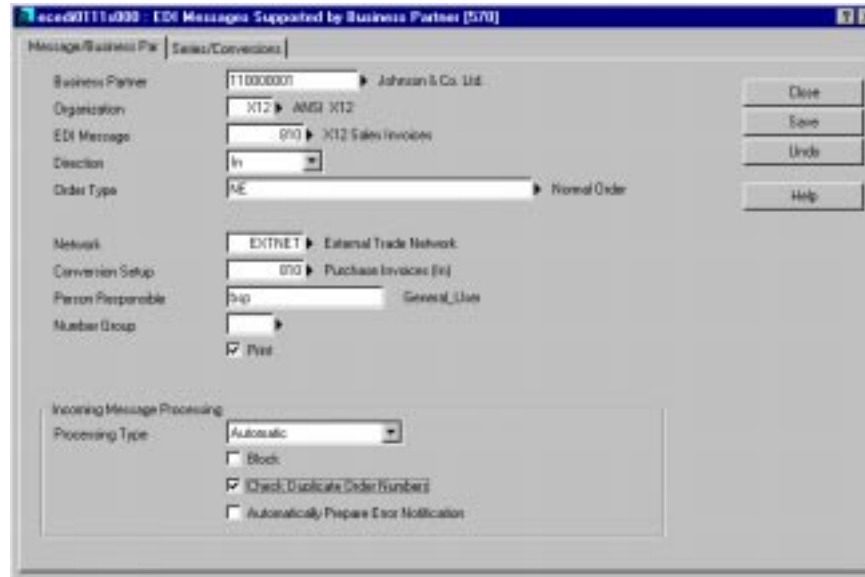 ecedi0111s000 : EDI Messages Supported by Business Partner [570]
Message/Business Par Series/Conversions
Business Partner 110000001 Johnson & Co. Ltd.
Organization X12 ANSI X12
EDI Message 810 X12 Sales Invoices
Direction In
Order Type NE Normal Order
Network EXTNET External Trade Network
Conversion Setup 810 Purchase Invoices (In)
Person Responsible bsp General_User
Number Group
Print
Incoming Message Processing
Processing Type Automatic
Block
Check Duplicate Order Numbers
Automatically Prepare Error Notification
Close
Save
Undo
Help